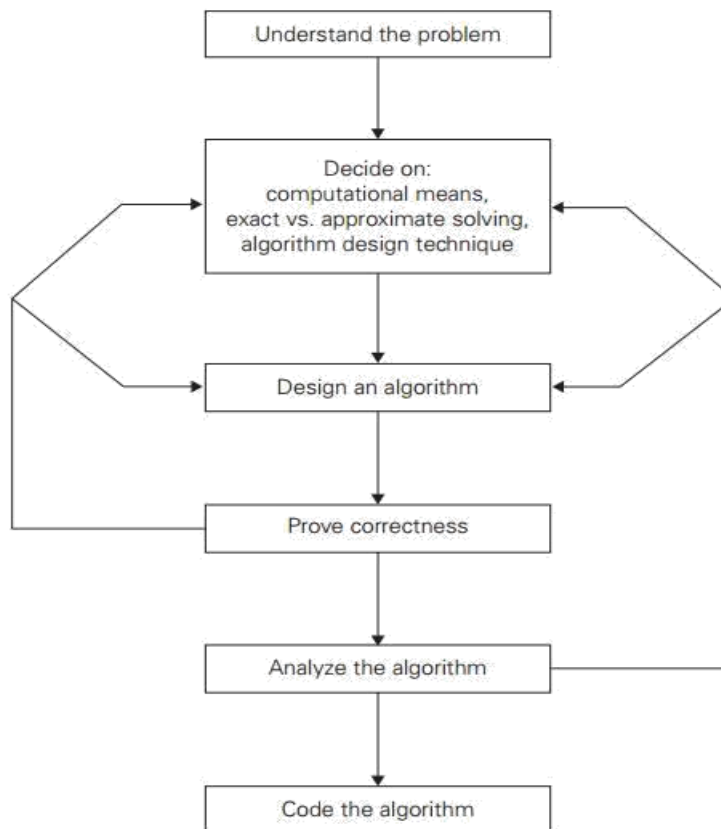 Understand the problem
Decide on:
computational means,
exact vs. approximate solving,
algorithm design technique
Design an algorithm
Prove correctness
Analyze the algorithm
Code the algorithm